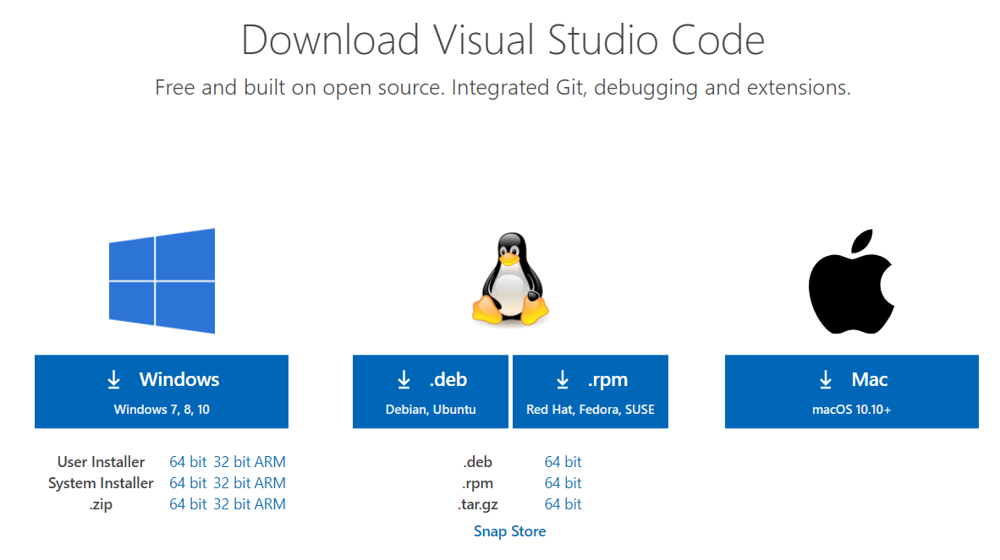 Download Visual Studio Code
Free and built on open source. Integrated Git, debugging and extensions.
Windows
Windows 7, 8, 10
User Installer 64 bit 32 bit ARM
System Installer 64 bit 32 bit ARM
.zip 64 bit 32 bit ARM
.deb
Debian, Ubuntu
.rpm
Red Hat, Fedora, SUSE
.deb 64 bit
.rpm 64 bit
.tar.gz 64 bit
Snap Store
Mac
macOS 10.10+